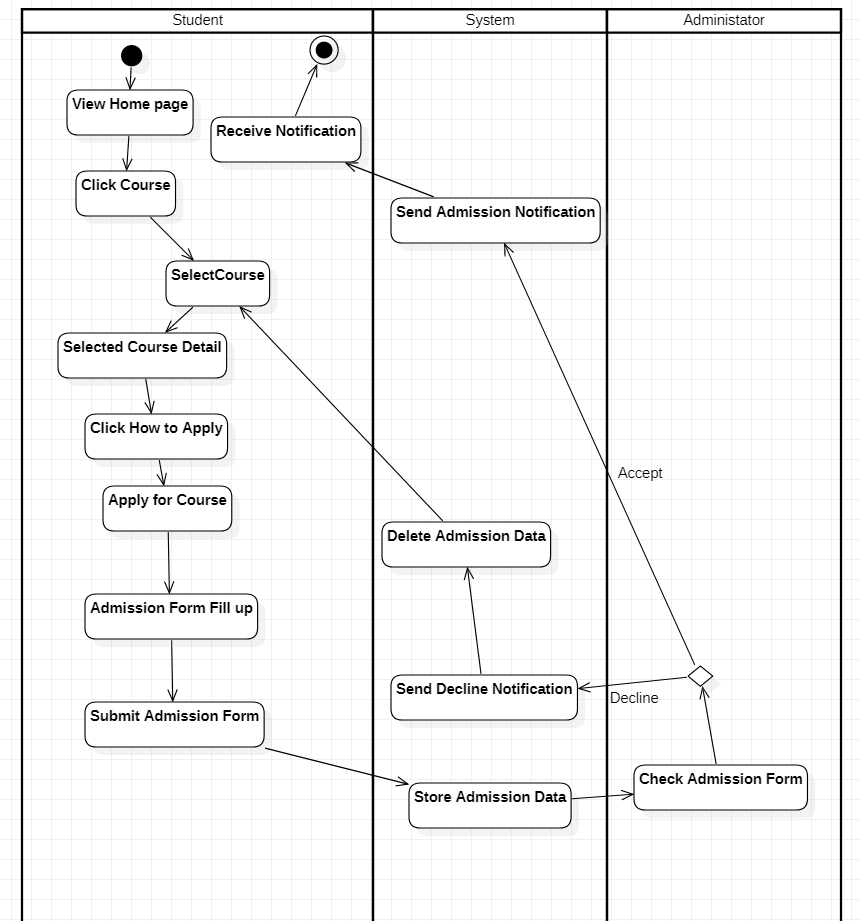 Student
System
Administator
View Home page
Receive Notification
Click Course
Send Admission Notification
SelectCourse
Selected Course Detail
Click How to Apply
Accept
Apply for Course
Delete Admission Data
Admission Form Fill up
Send Decline Notification
Decline
Submit Admission Form
Check Admission Form
Store Admission Data